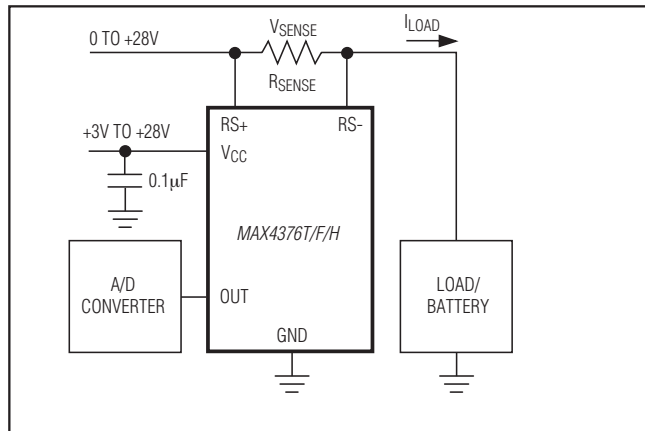 0 TO +28V
VSENSE
ILOAD
RSENSE
RS+
RS-
+3V TO +28V
VCC
0.1µF
MAX4376T/F/H
A/D
CONVERTER
OUT
LOAD/
BATTERY
GND